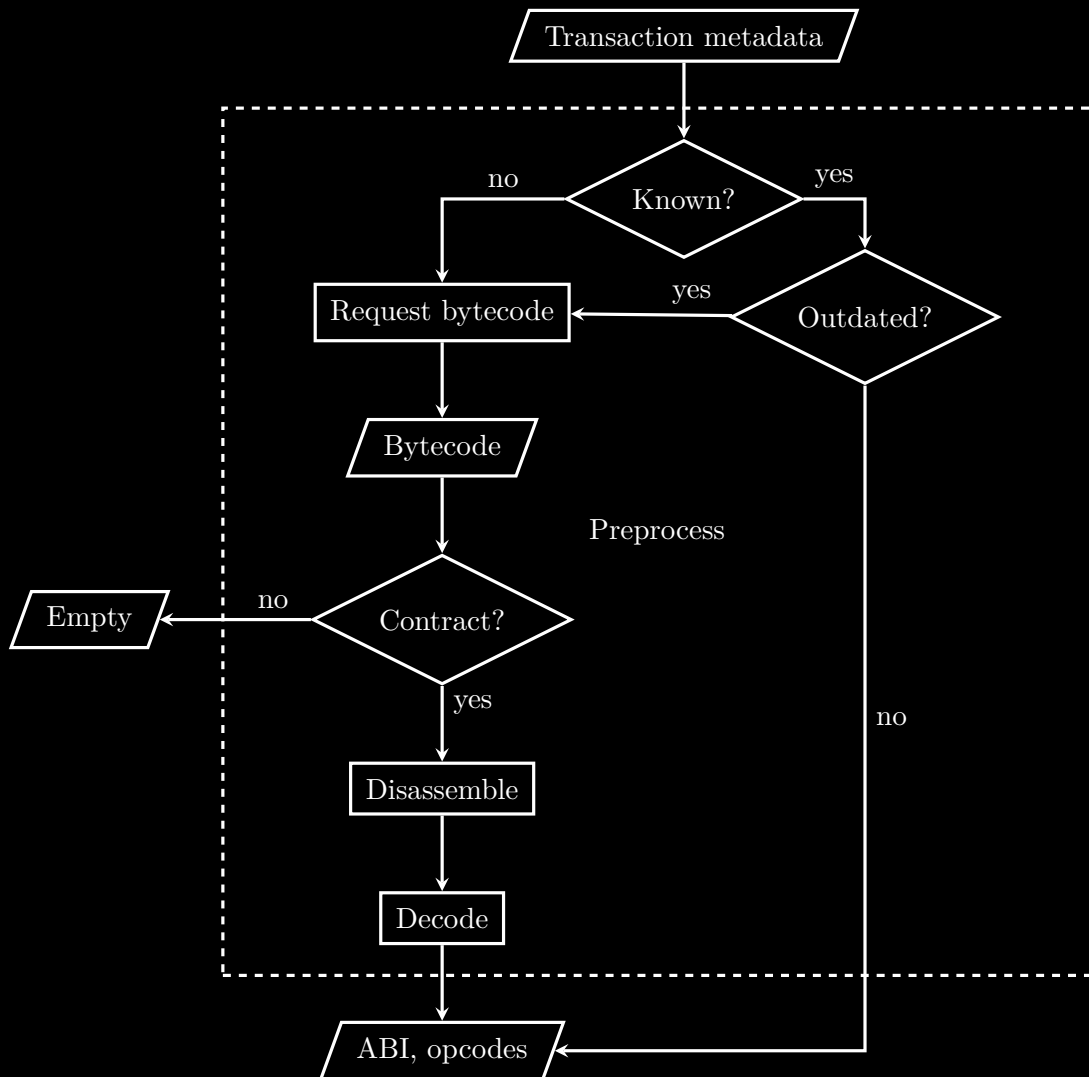 Transaction metadata
Known?
no
yes
Request bytecode
yes
Outdated?
Bytecode
Preprocess
Empty
no
Contract?
yes
no
Disassemble
Decode
ABI, opcodes